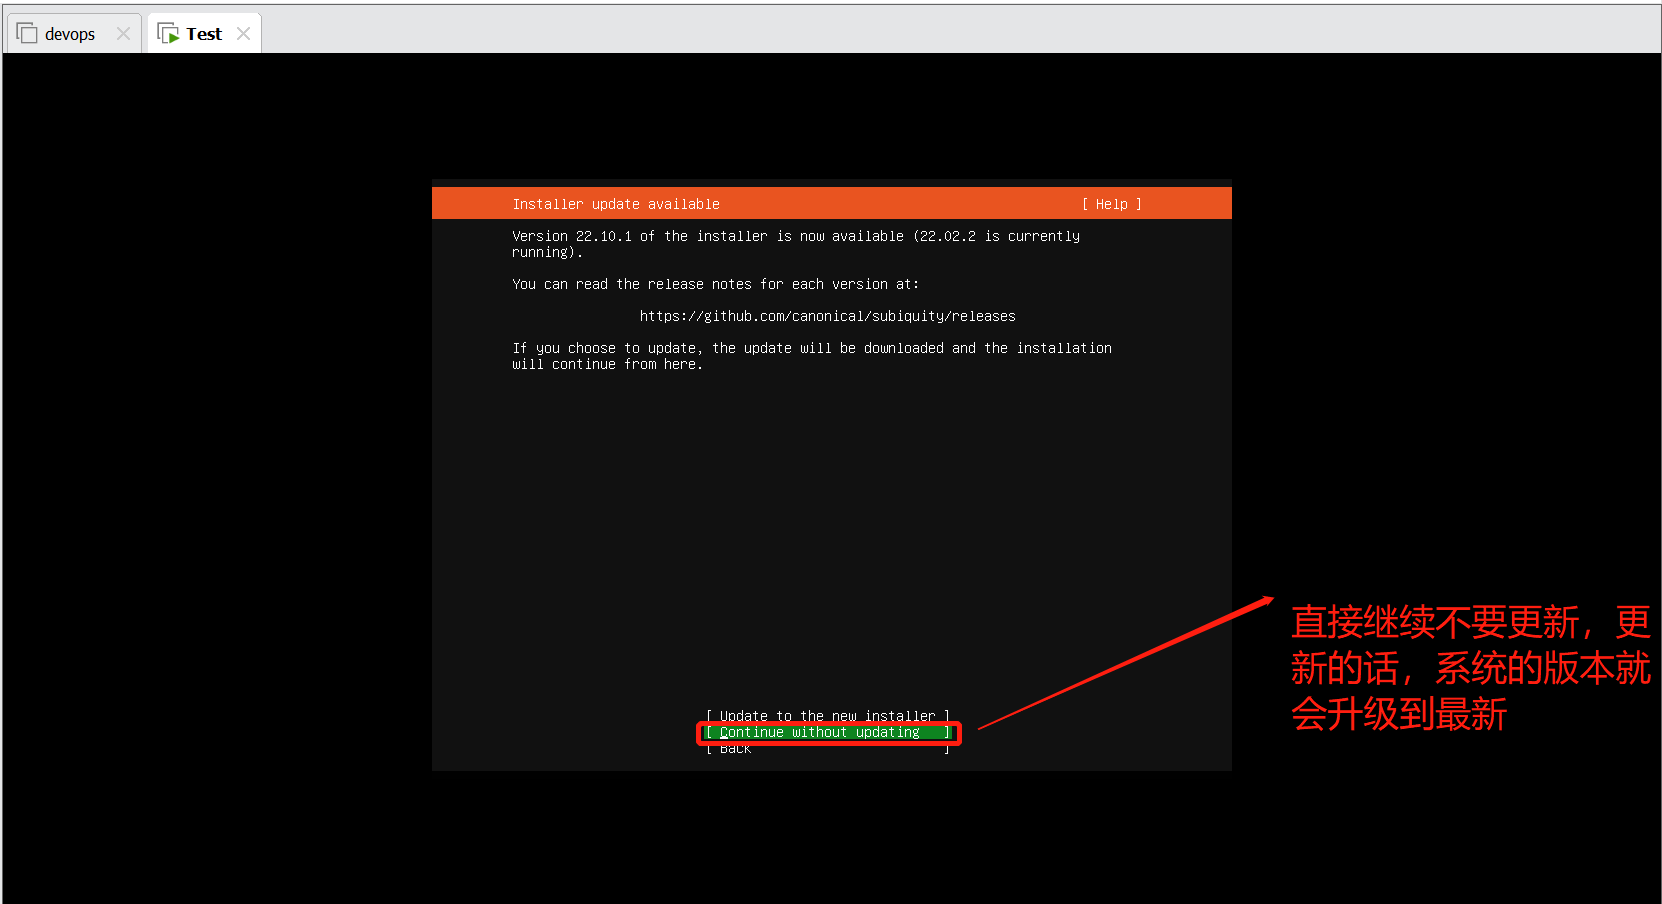 devops
Test
Installer update available [ Help ]
Version 22.10.1 of the installer is now available (22.02.2 is currently
running).
You can read the release notes for each version at:
https://github.com/canonical/subiquity/releases
If you choose to update, the update will be downloaded and the installation
will continue from here.
[ Update to the new installer ]
[ Continue without updating ]
[ Back ]
直接继续不要更新，更
新的话，系统的版本就
会升级到最新